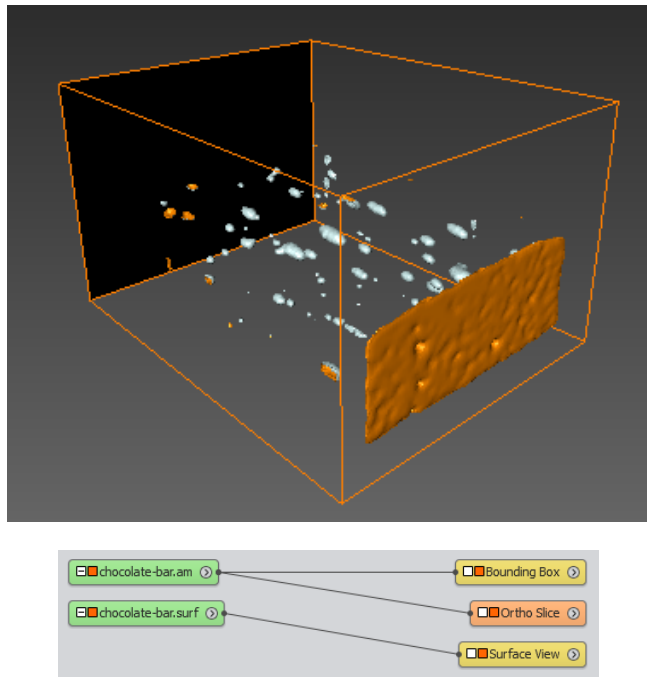 chocolate-bar.am
Bounding Box
chocolate-bar.surf
Ortho Slice
Surface View